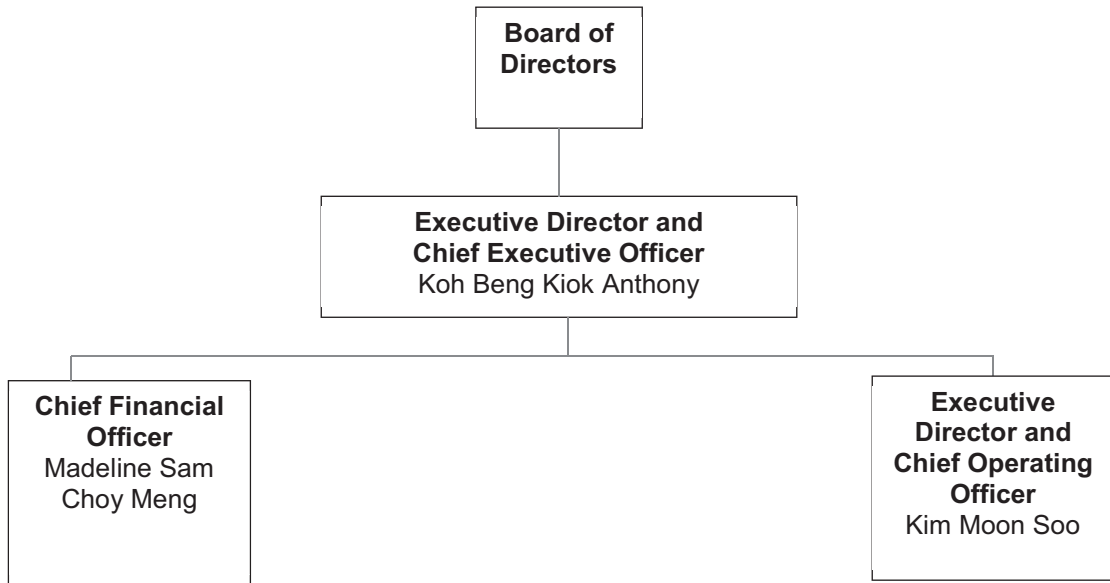 Board of
Directors
Executive Director and
Chief Executive Officer
Koh Beng Kiok Anthony
Chief Financial
Officer
Madeline Sam
Choy Meng
Executive
Director and
Chief Operating
Officer
Kim Moon Soo